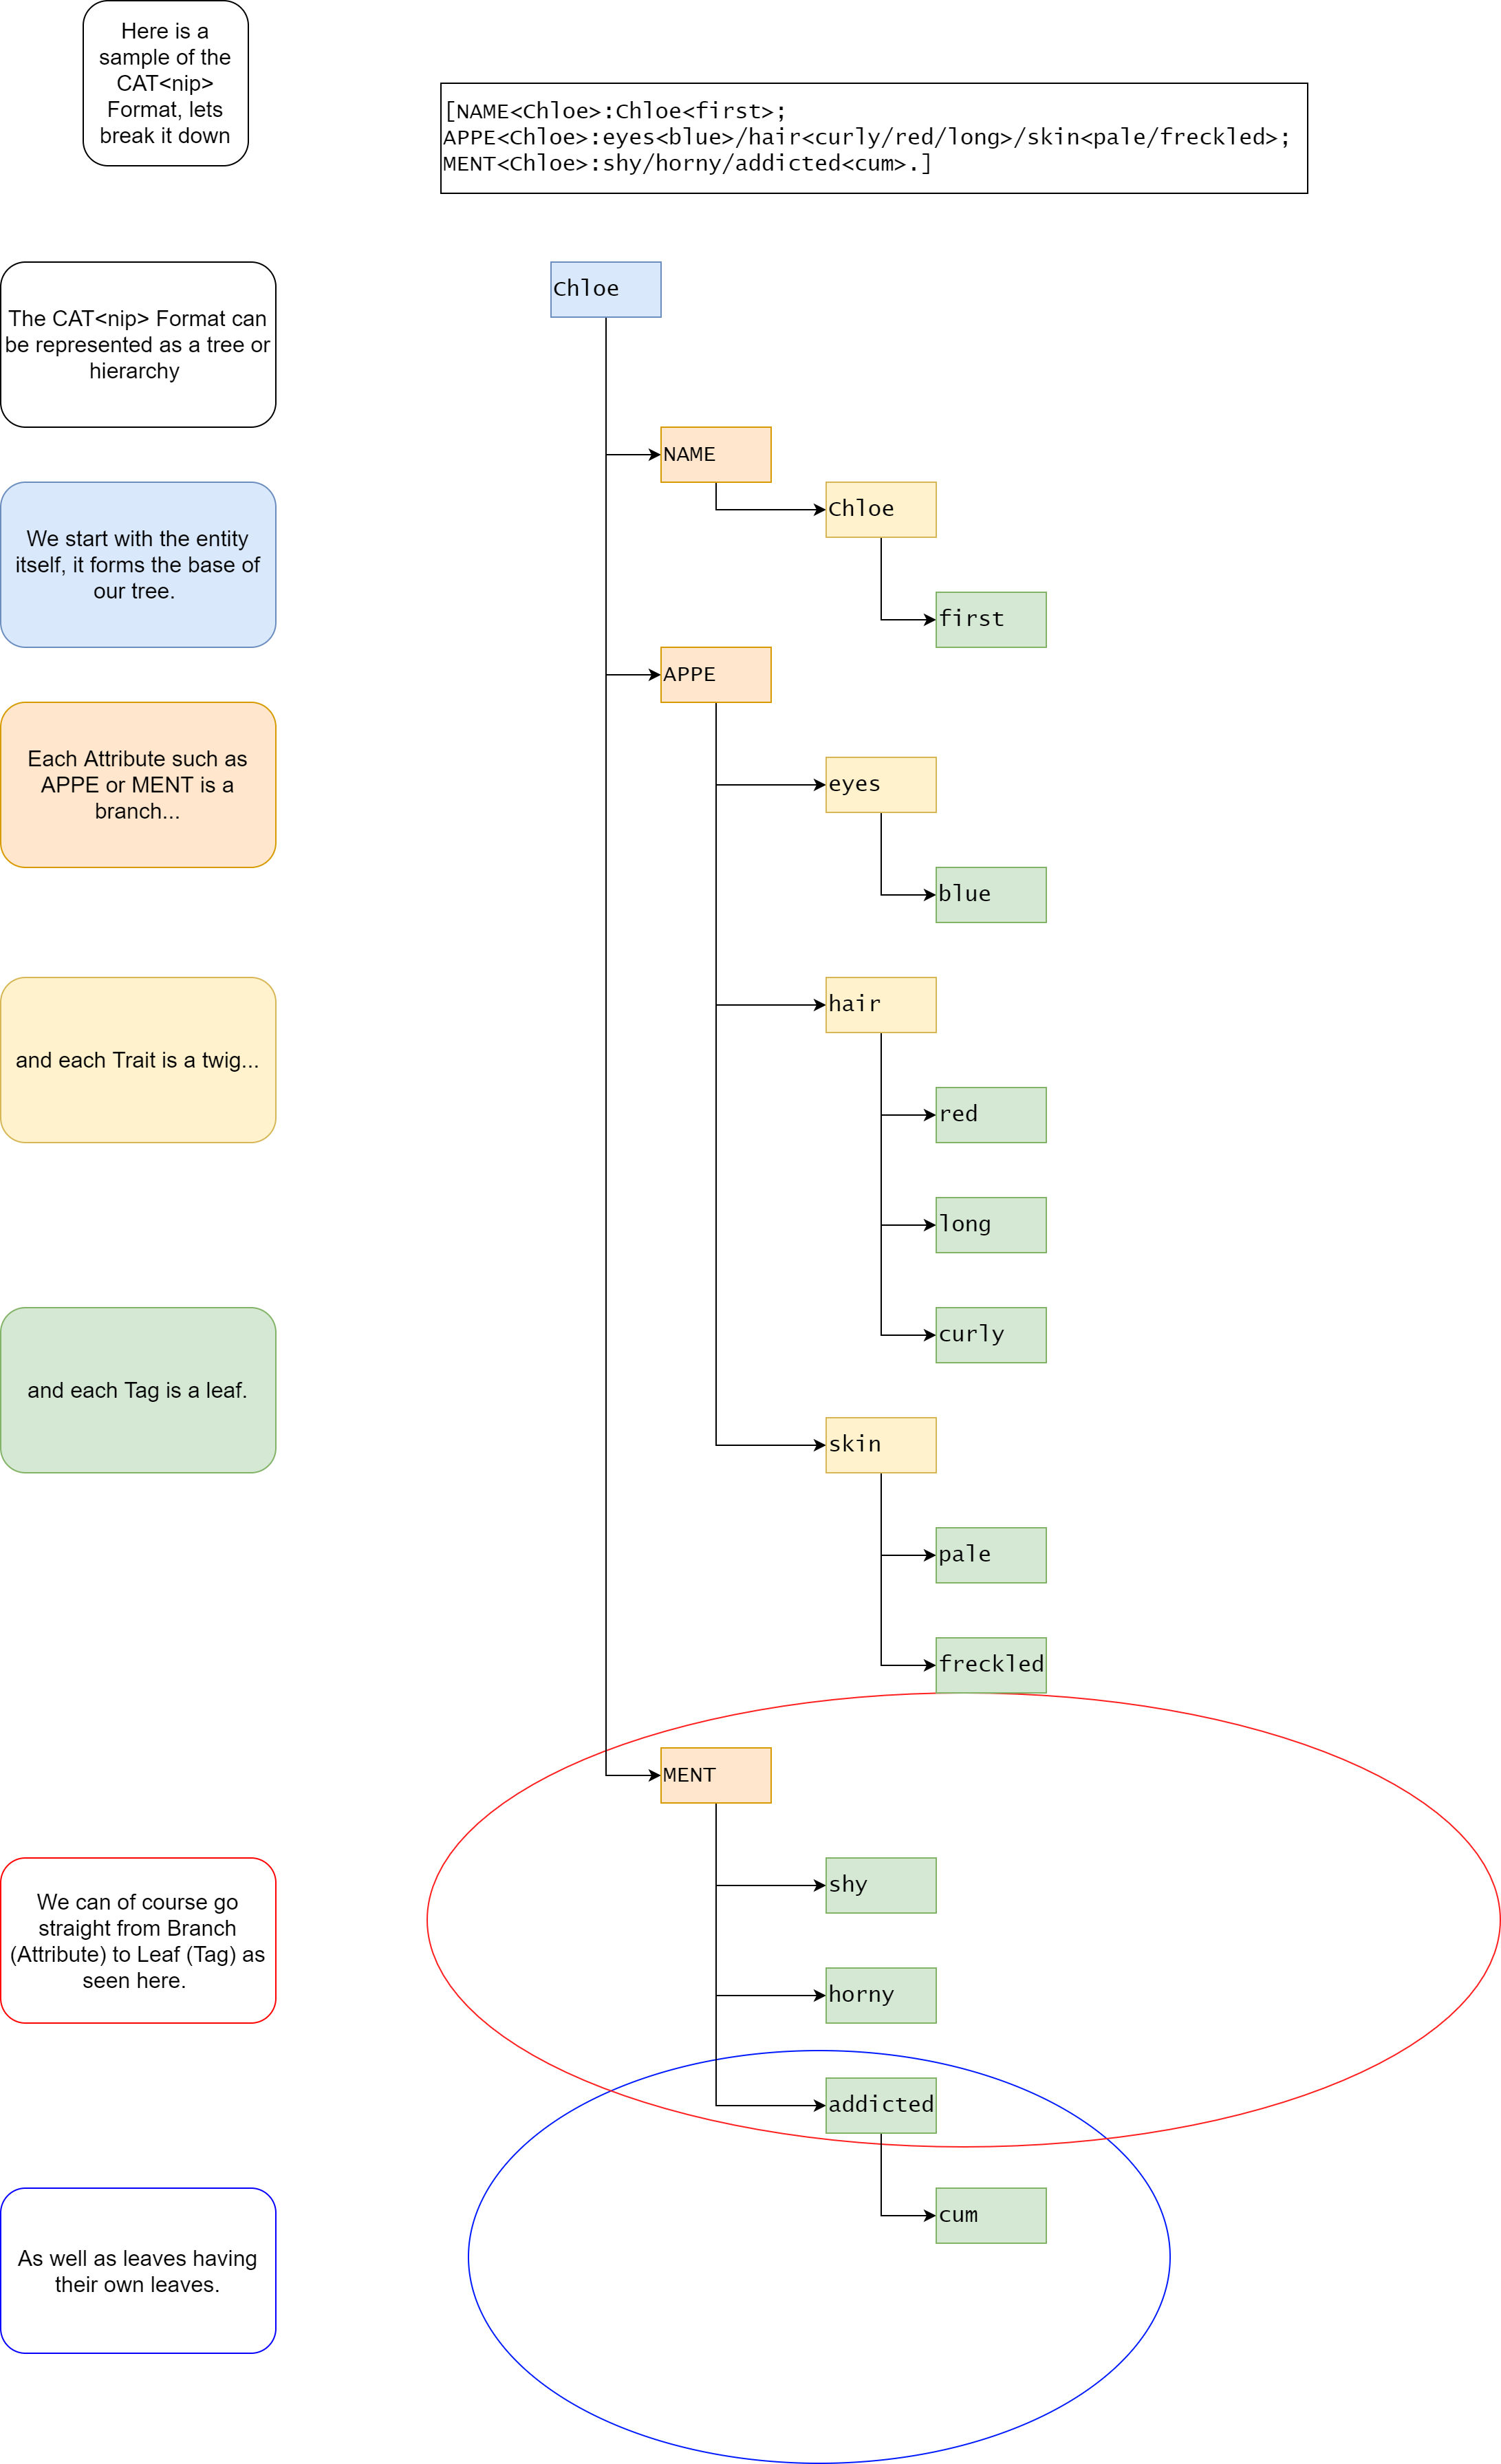 Here is a
sample of the
CAT<nip>
Format, lets
break it down
[NAME<Chloe>:Chloe<first>;
APPE<Chloe>:eyes<blue>/hair<curly/red/long>/skin<pale/freckled>;
MENT<Chloe>:shy/horny/addicted<cum>.]
The CAT<nip> Format can
be represented as a tree or
hierarchy
Chloe
NAME
We start with the entity
itself, it forms the base of
our tree.
Chloe
first
APPE
Each Attribute such as
APPE or MENT is a
branch...
eyes
blue
and each Trait is a twig...
hair
red
long
and each Tag is a leaf.
curly
skin
pale
freckled
MENT
We can of course go
straight from Branch
(Attribute) to Leaf (Tag) as
seen here.
shy
horny
addicted
As well as leaves having
their own leaves.
cum